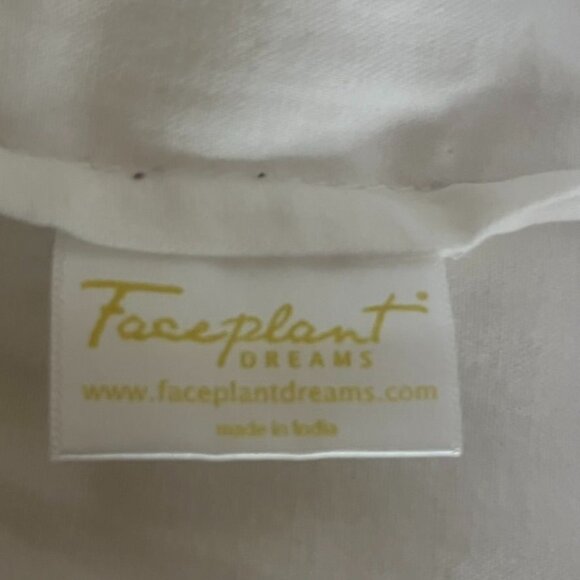 Faceplant
DREAMS
www.faceplantdreams.com
made in India